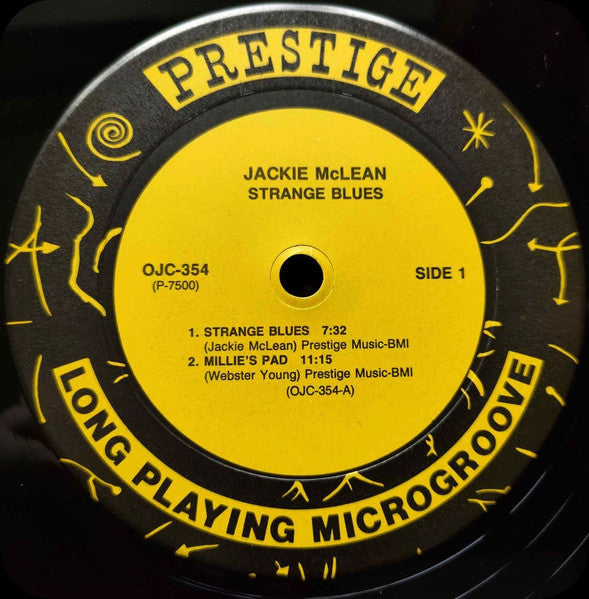 PRESTIGE
JACKIE McLEAN
STRANGE BLUES
OJC-354
(P-7500)
SIDE 1
1. STRANGE BLUES 7:32
(Jackie McLean) Prestige Music-BMI
2. MILLIE'S PAD 11:15
(Webster Young) Prestige Music-BMI
(OJC-354-A)
LONG PLAYING MICROGROOVE